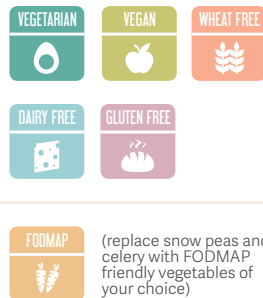 VEGETARIAN VEGAN WHEAT FREE
DAIRY FREE GLUTEN FREE
FODMAP
(replace snow peas and
celery with FODMAP
friendly vegetables of
your choice)